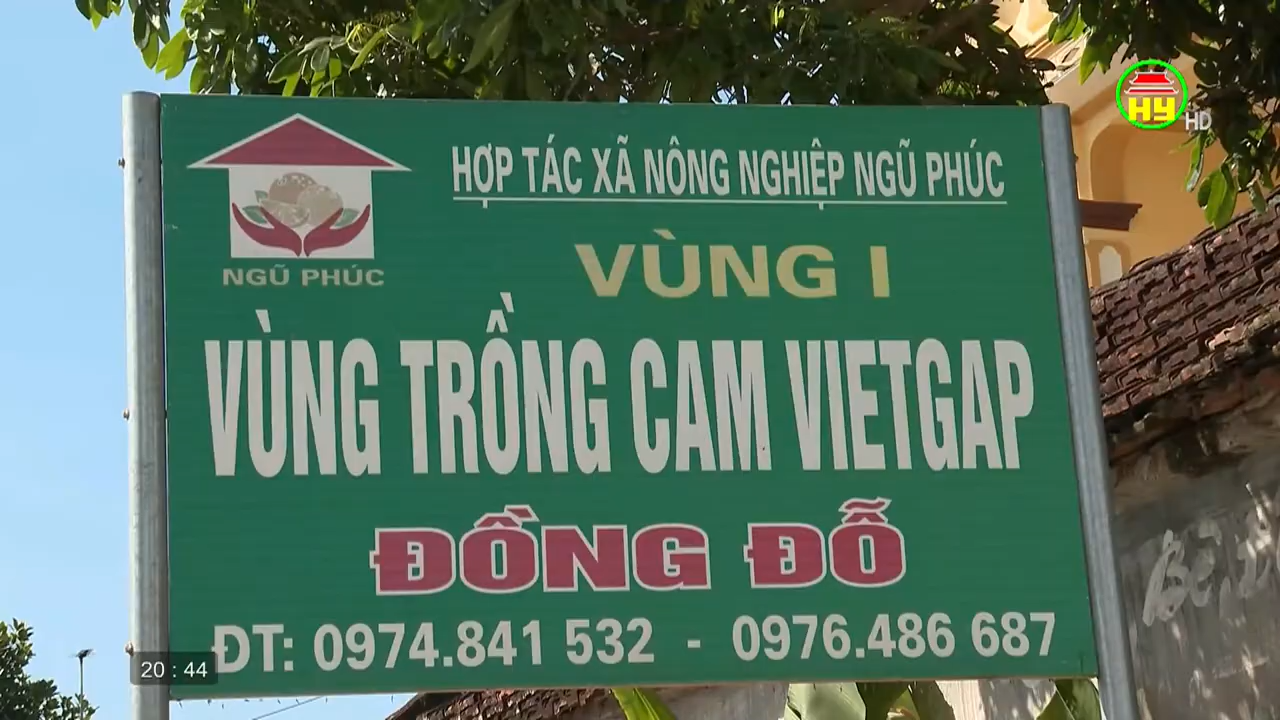 HY HD
HỢP TÁC XÃ NÔNG NGHIỆP NGŨ PHÚC
NGŨ PHÚC
VÙNG I
VÙNG TRỒNG CAM VIETGAP
ĐỒNG ĐỖ
ĐT: 0974.841 532 - 0976.486 687
20 : 44